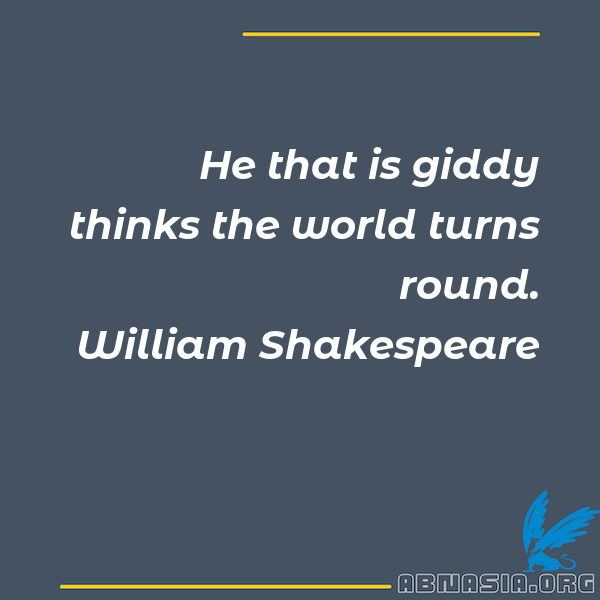 He that is giddy
thinks the world turns
round.
William Shakespeare
ABNASIA.ORG